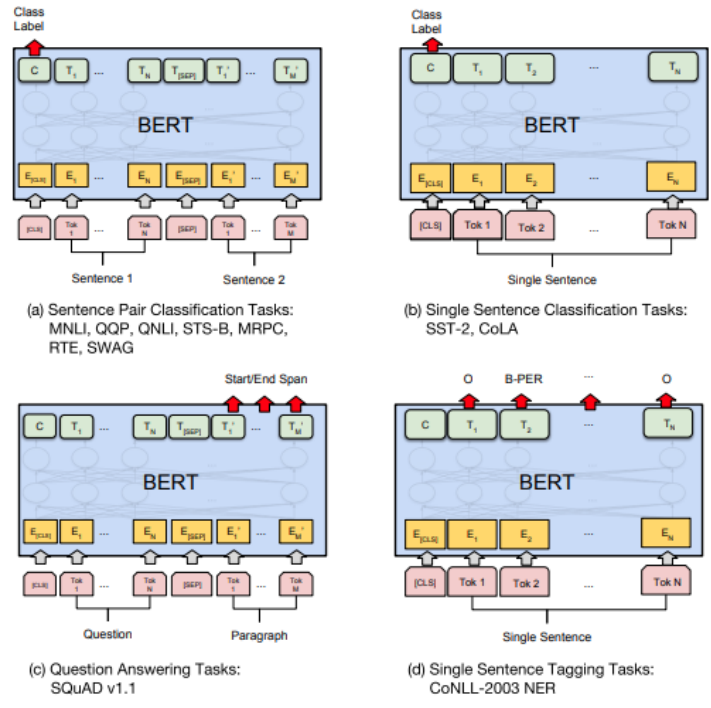 Class
Label
C T1 ... TN T[SEP] T1' ... TM'
BERT
E[CLS] E1 ... EN E[SEP] E1' ... EM'
[CLS] Tok 1 ... Tok N [SEP] Tok 1 ... Tok M
Sentence 1 Sentence 2
(a) Sentence Pair Classification Tasks:
MNLI, QQP, QNLI, STS-B, MRPC,
RTE, SWAG
Class
Label
C T1 T2 ... TN
BERT
E[CLS] E1 E2 ... EN
[CLS] Tok 1 Tok 2 ... Tok N
Single Sentence
(b) Single Sentence Classification Tasks:
SST-2, CoLA
Start/End Span
C T1 ... TN T[SEP] T1' ... TM'
BERT
E[CLS] E1 ... EN E[SEP] E1' ... EM'
[CLS] Tok 1 ... Tok N [SEP] Tok 1 ... Tok M
Question Paragraph
(c) Question Answering Tasks:
SQuAD v1.1
O B-PER ... O
C T1 T2 ... TN
BERT
E[CLS] E1 E2 ... EN
[CLS] Tok 1 Tok 2 ... Tok N
Single Sentence
(d) Single Sentence Tagging Tasks:
CoNLL-2003 NER